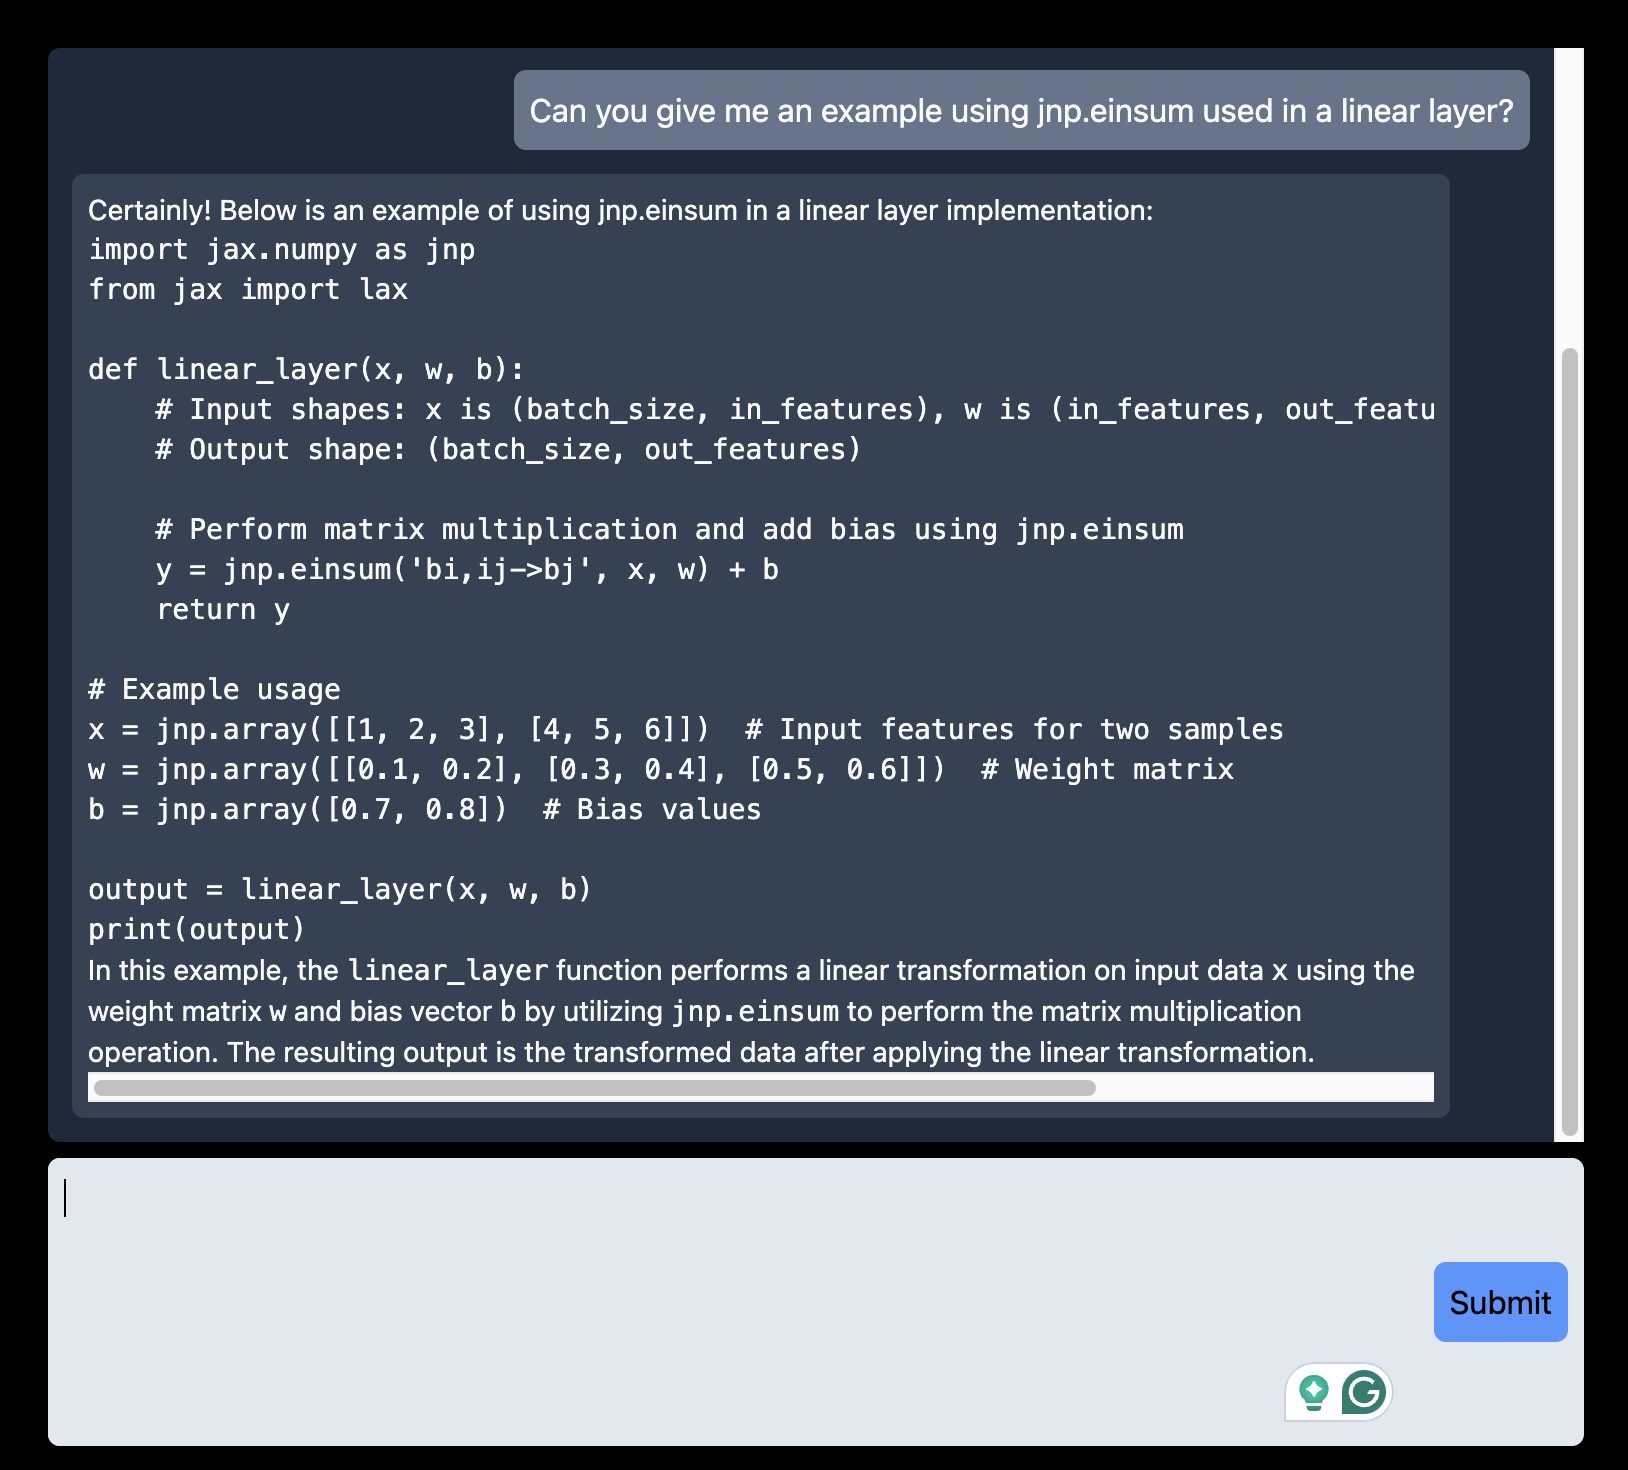 Can you give me an example using jnp.einsum used in a linear layer?
Certainly! Below is an example of using jnp.einsum in a linear layer implementation:
import jax.numpy as jnp
from jax import lax
def linear_layer(x, w, b):
    # Input shapes: x is (batch_size, in_features), w is (in_features, out_featu
    # Output shape: (batch_size, out_features)
    # Perform matrix multiplication and add bias using jnp.einsum
    y = jnp.einsum('bi,ij->bj', x, w) + b
    return y
# Example usage
x = jnp.array([[1, 2, 3], [4, 5, 6]])  # Input features for two samples
w = jnp.array([[0.1, 0.2], [0.3, 0.4], [0.5, 0.6]])  # Weight matrix
b = jnp.array([0.7, 0.8])  # Bias values
output = linear_layer(x, w, b)
print(output)
In this example, the linear_layer function performs a linear transformation on input data x using the
weight matrix w and bias vector b by utilizing jnp.einsum to perform the matrix multiplication
operation. The resulting output is the transformed data after applying the linear transformation.
Submit